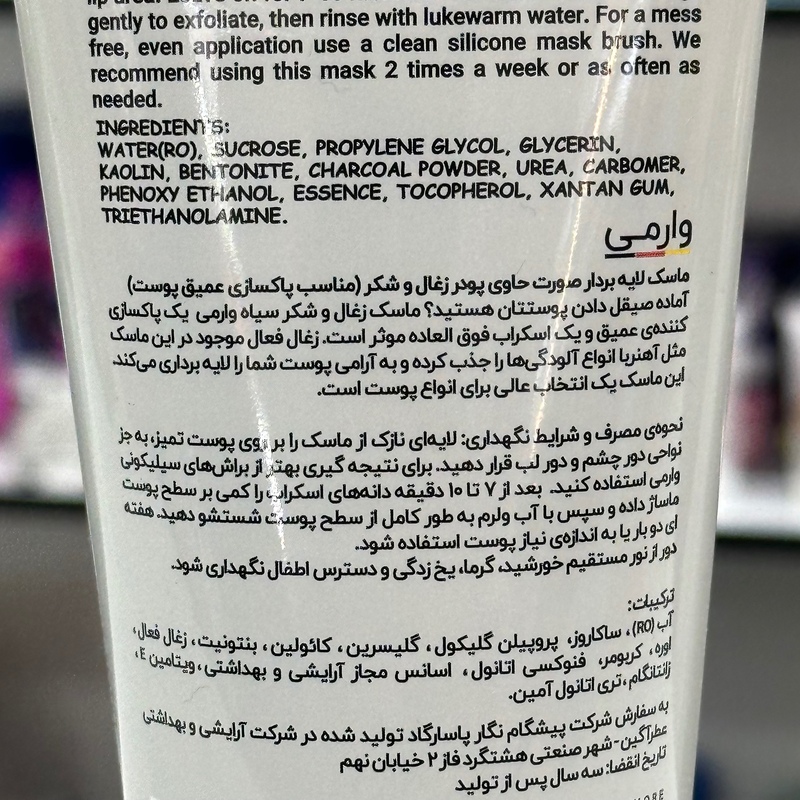 gently to exfoliate, then rinse with lukewarm water. For a mess
free, even application use a clean silicone mask brush. We
recommend using this mask 2 times a week or as often as
needed.
INGREDIENTS:
WATER(RO), SUCROSE, PROPYLENE GLYCOL, GLYCERIN,
KAOLIN, BENTONITE, CHARCOAL POWDER, UREA, CARBOMER,
PHENOXY ETHANOL, ESSENCE, TOCOPHEROL, XANTAN GUM,
TRIETHANOLAMINE.
وارمی
ماسک لایه بردار صورت حاوی پودر زغال و شکر (مناسب پاکسازی عمیق پوست)
آماده صیقل دادن پوستتان هستید؟ ماسک زغال و شکر سیاه وارمی یک پاکسازی
کننده‌ی عمیق و یک اسکراب فوق العاده موثر است. زغال فعال موجود در این ماسک
مثل آهنربا انواع آلودگی‌ها را جذب کرده و به آرامی پوست شما را لایه برداری می‌کند.
این ماسک یک انتخاب عالی برای انواع پوست است.
نحوه‌ی مصرف و شرایط نگهداری: لایه‌ای نازک از ماسک را بر روی پوست تمیز، به جز
نواحی دور چشم و دور لب قرار دهید. برای نتیجه گیری بهتر از براش‌های سیلیکونی
وارمی استفاده کنید. بعد از ۷ تا ۱۰ دقیقه دانه‌های اسکراب را کمی بر سطح پوست
ماساژ داده و سپس با آب ولرم به طور کامل از سطح پوست شستشو دهید. هفته
ای دو بار یا به اندازه‌ی نیاز پوست استفاده شود.
دور از نور مستقیم خورشید، گرما، یخ زدگی و دسترس اطفال نگهداری شود.
ترکیبات:
آب (RO)، ساکاروز، پروپیلن گلیکول، گلیسرین، کائولین، بنتونیت، زغال فعال،
اوره، کربومر، فنوکسی اتانول، اسانس مجاز آرایشی و بهداشتی، ویتامین E،
زانتانگام، تری اتانول آمین.
به سفارش شرکت پیشگام نگار پاسارگاد تولید شده در شرکت آرایشی و بهداشتی
عطرآگین- شهر صنعتی هشتگرد فاز ۲ خیابان نهم
تاریخ انقضا: سه سال پس از تولید